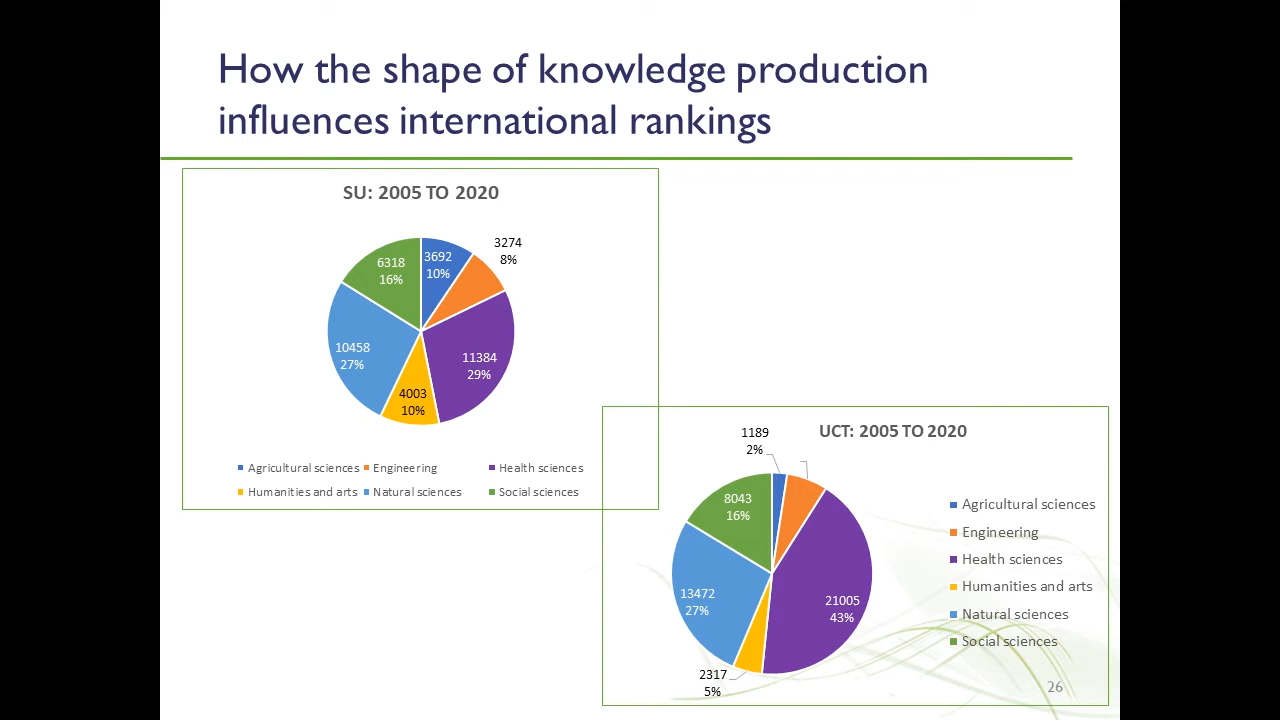 How the shape of knowledge production
influences international rankings
SU: 2005 TO 2020
3692
10%
3274
8%
11384
29%
4003
10%
10458
27%
6318
16%
Agricultural sciences
Engineering
Health sciences
Humanities and arts
Natural sciences
Social sciences
UCT: 2005 TO 2020
1189
2%
21005
43%
2317
5%
13472
27%
8043
16%
Agricultural sciences
Engineering
Health sciences
Humanities and arts
Natural sciences
Social sciences
26